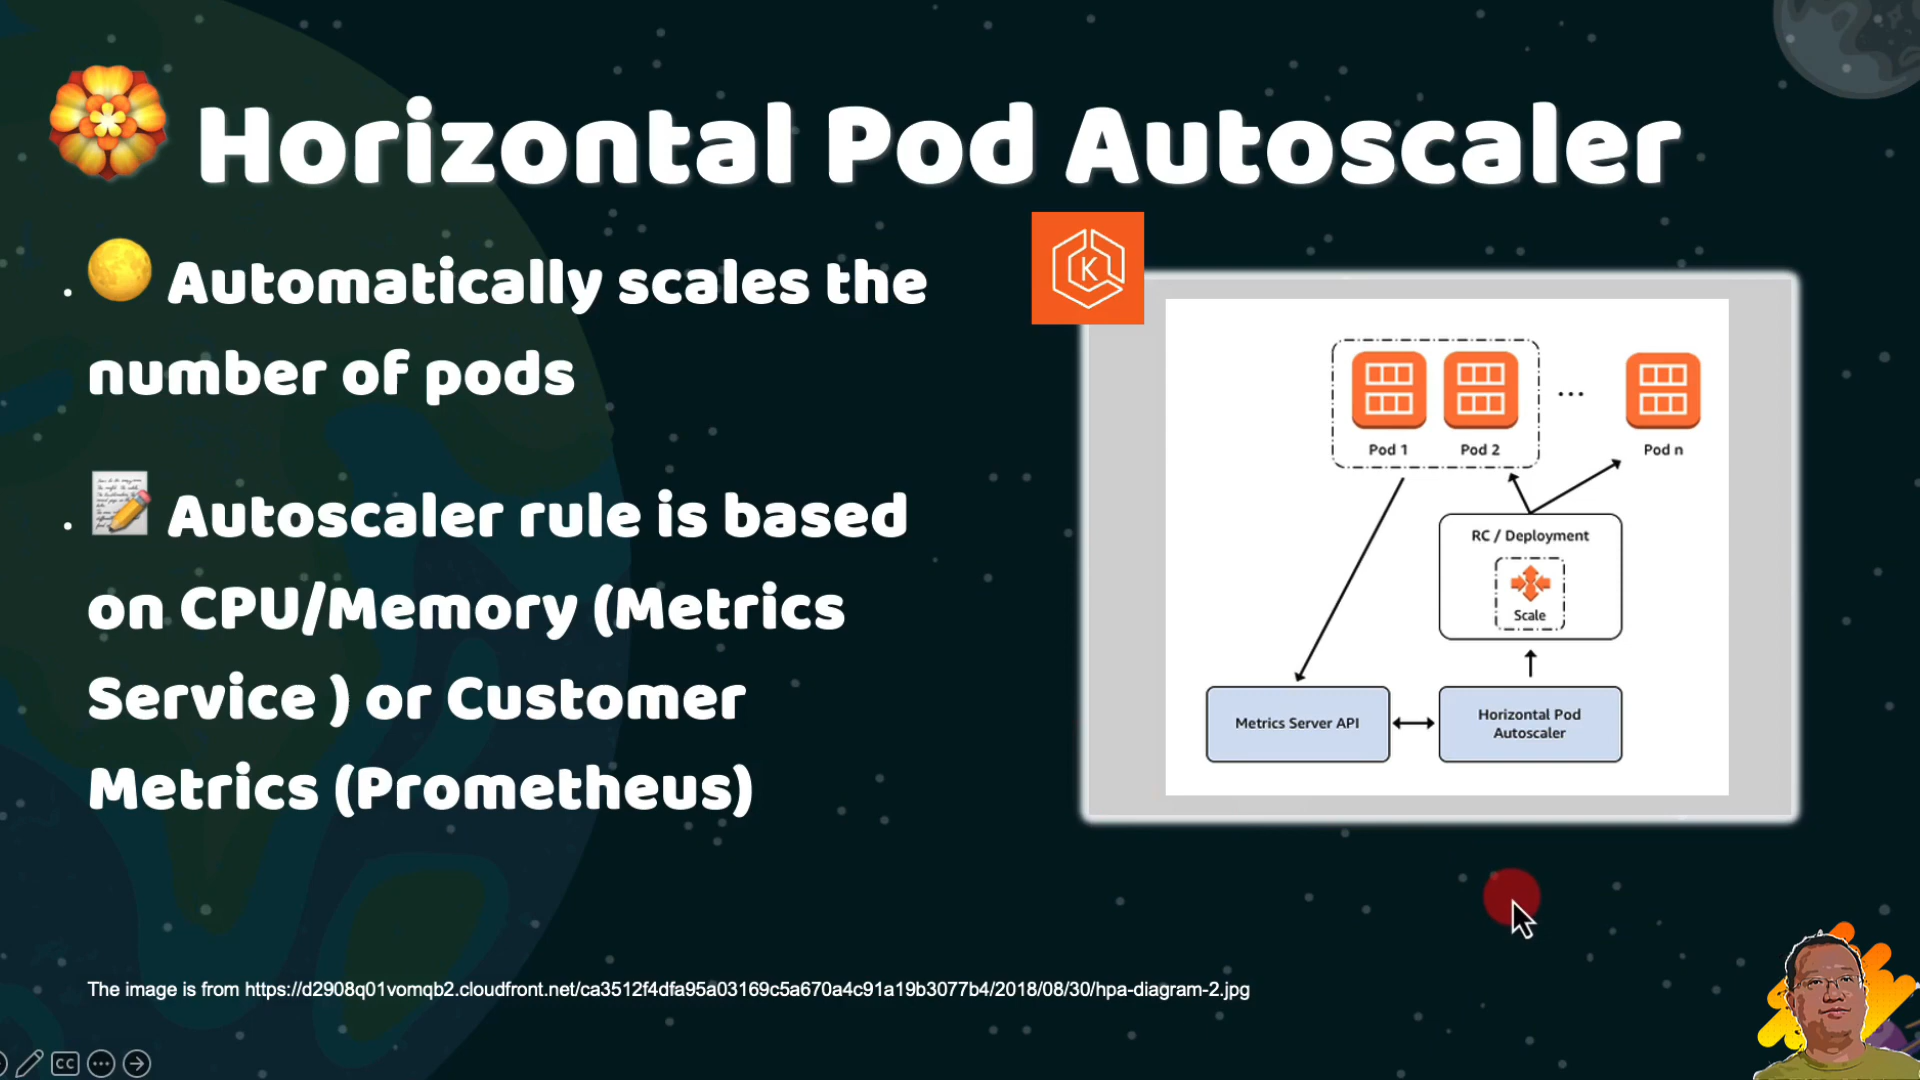 Horizontal Pod Autoscaler
Automatically scales the
number of pods
Autoscaler rule is based
on CPU/Memory (Metrics
Service ) or Customer
Metrics (Prometheus)
K
Pod 1
Pod 2
...
Pod n
RC / Deployment
Scale
Metrics Server API
Horizontal Pod
Autoscaler
The image is from https://d2908q01vomqb2.cloudfront.net/ca3512f4dfa95a03169c5a670a4c91a19b3077b4/2018/08/30/hpa-diagram-2.jpg
CC